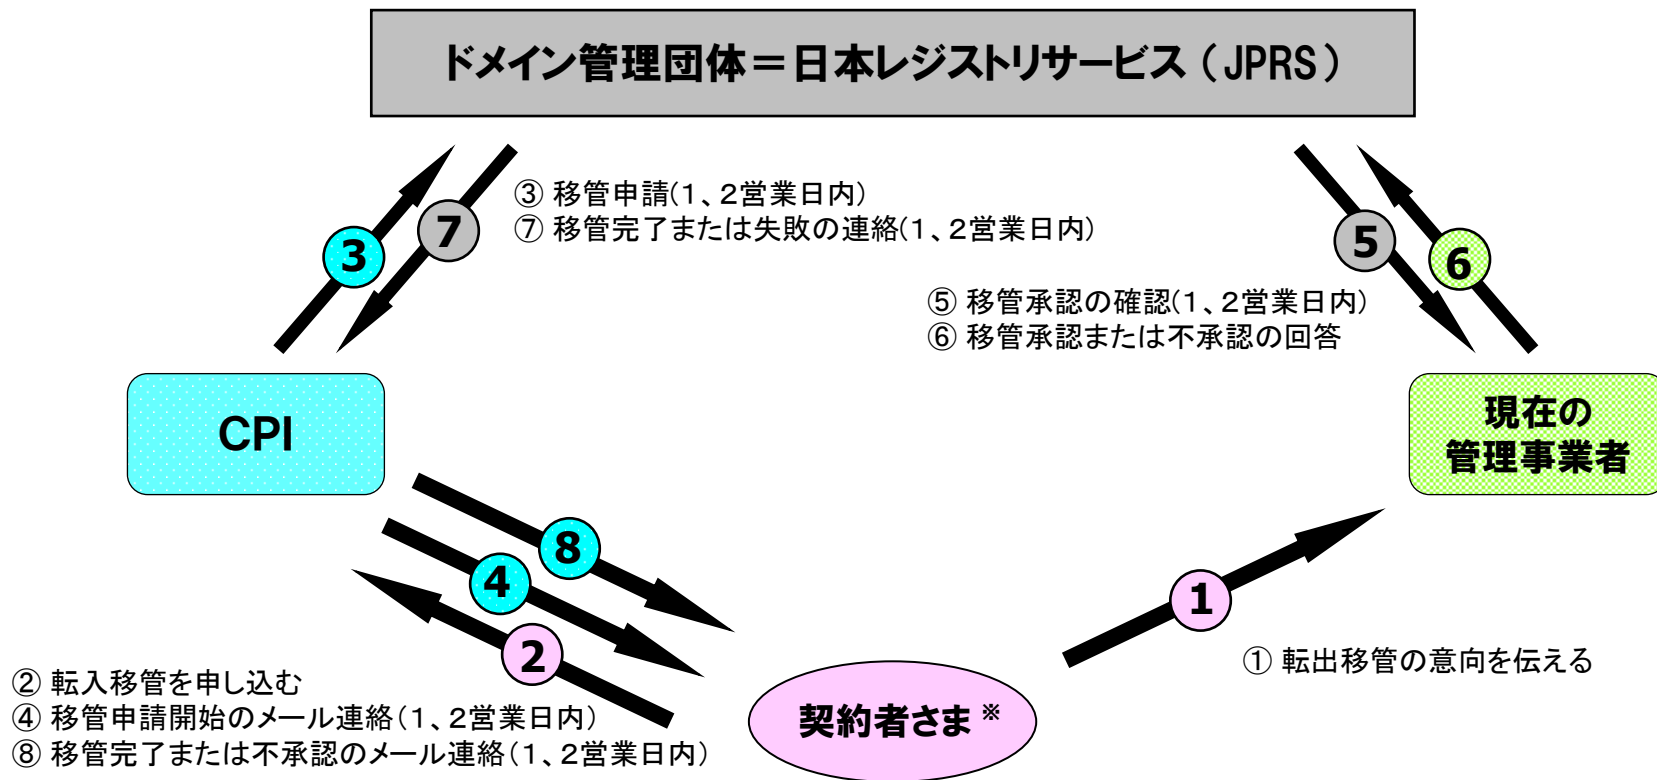 ドメイン管理団体＝日本レジストリサービス（JPRS）
③ 移管申請(１、２営業日内)
⑦ 移管完了または失敗の連絡(１、２営業日内)
3
7
5
6
⑤ 移管承認の確認(１、２営業日内)
⑥ 移管承認または不承認の回答
CPI
現在の
管理事業者
8
4
2
1
① 転出移管の意向を伝える
② 転入移管を申し込む
④ 移管申請開始のメール連絡（１、２営業日内）
⑧ 移管完了または不承認のメール連絡（１、２営業日内）
契約者さま※